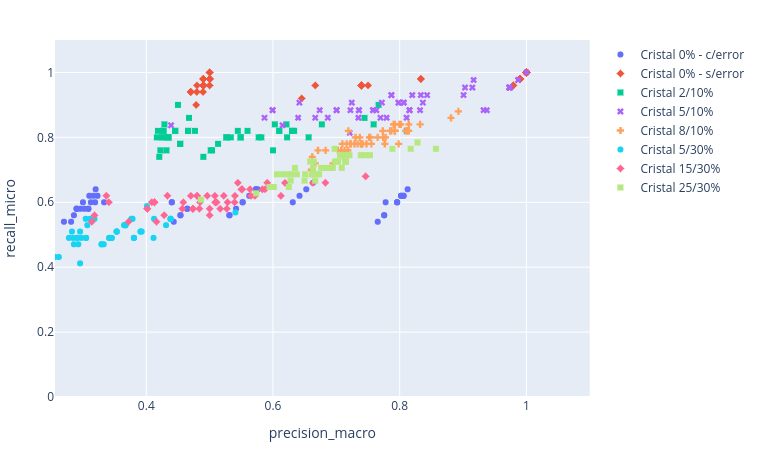 1
0.8
0.6
0.4
0.2
0
0.4
0.6
0.8
1
precision_macro
recall_micro
Cristal 0% - c/error
Cristal 0% - s/error
Cristal 2/10%
Cristal 5/10%
Cristal 8/10%
Cristal 5/30%
Cristal 15/30%
Cristal 25/30%